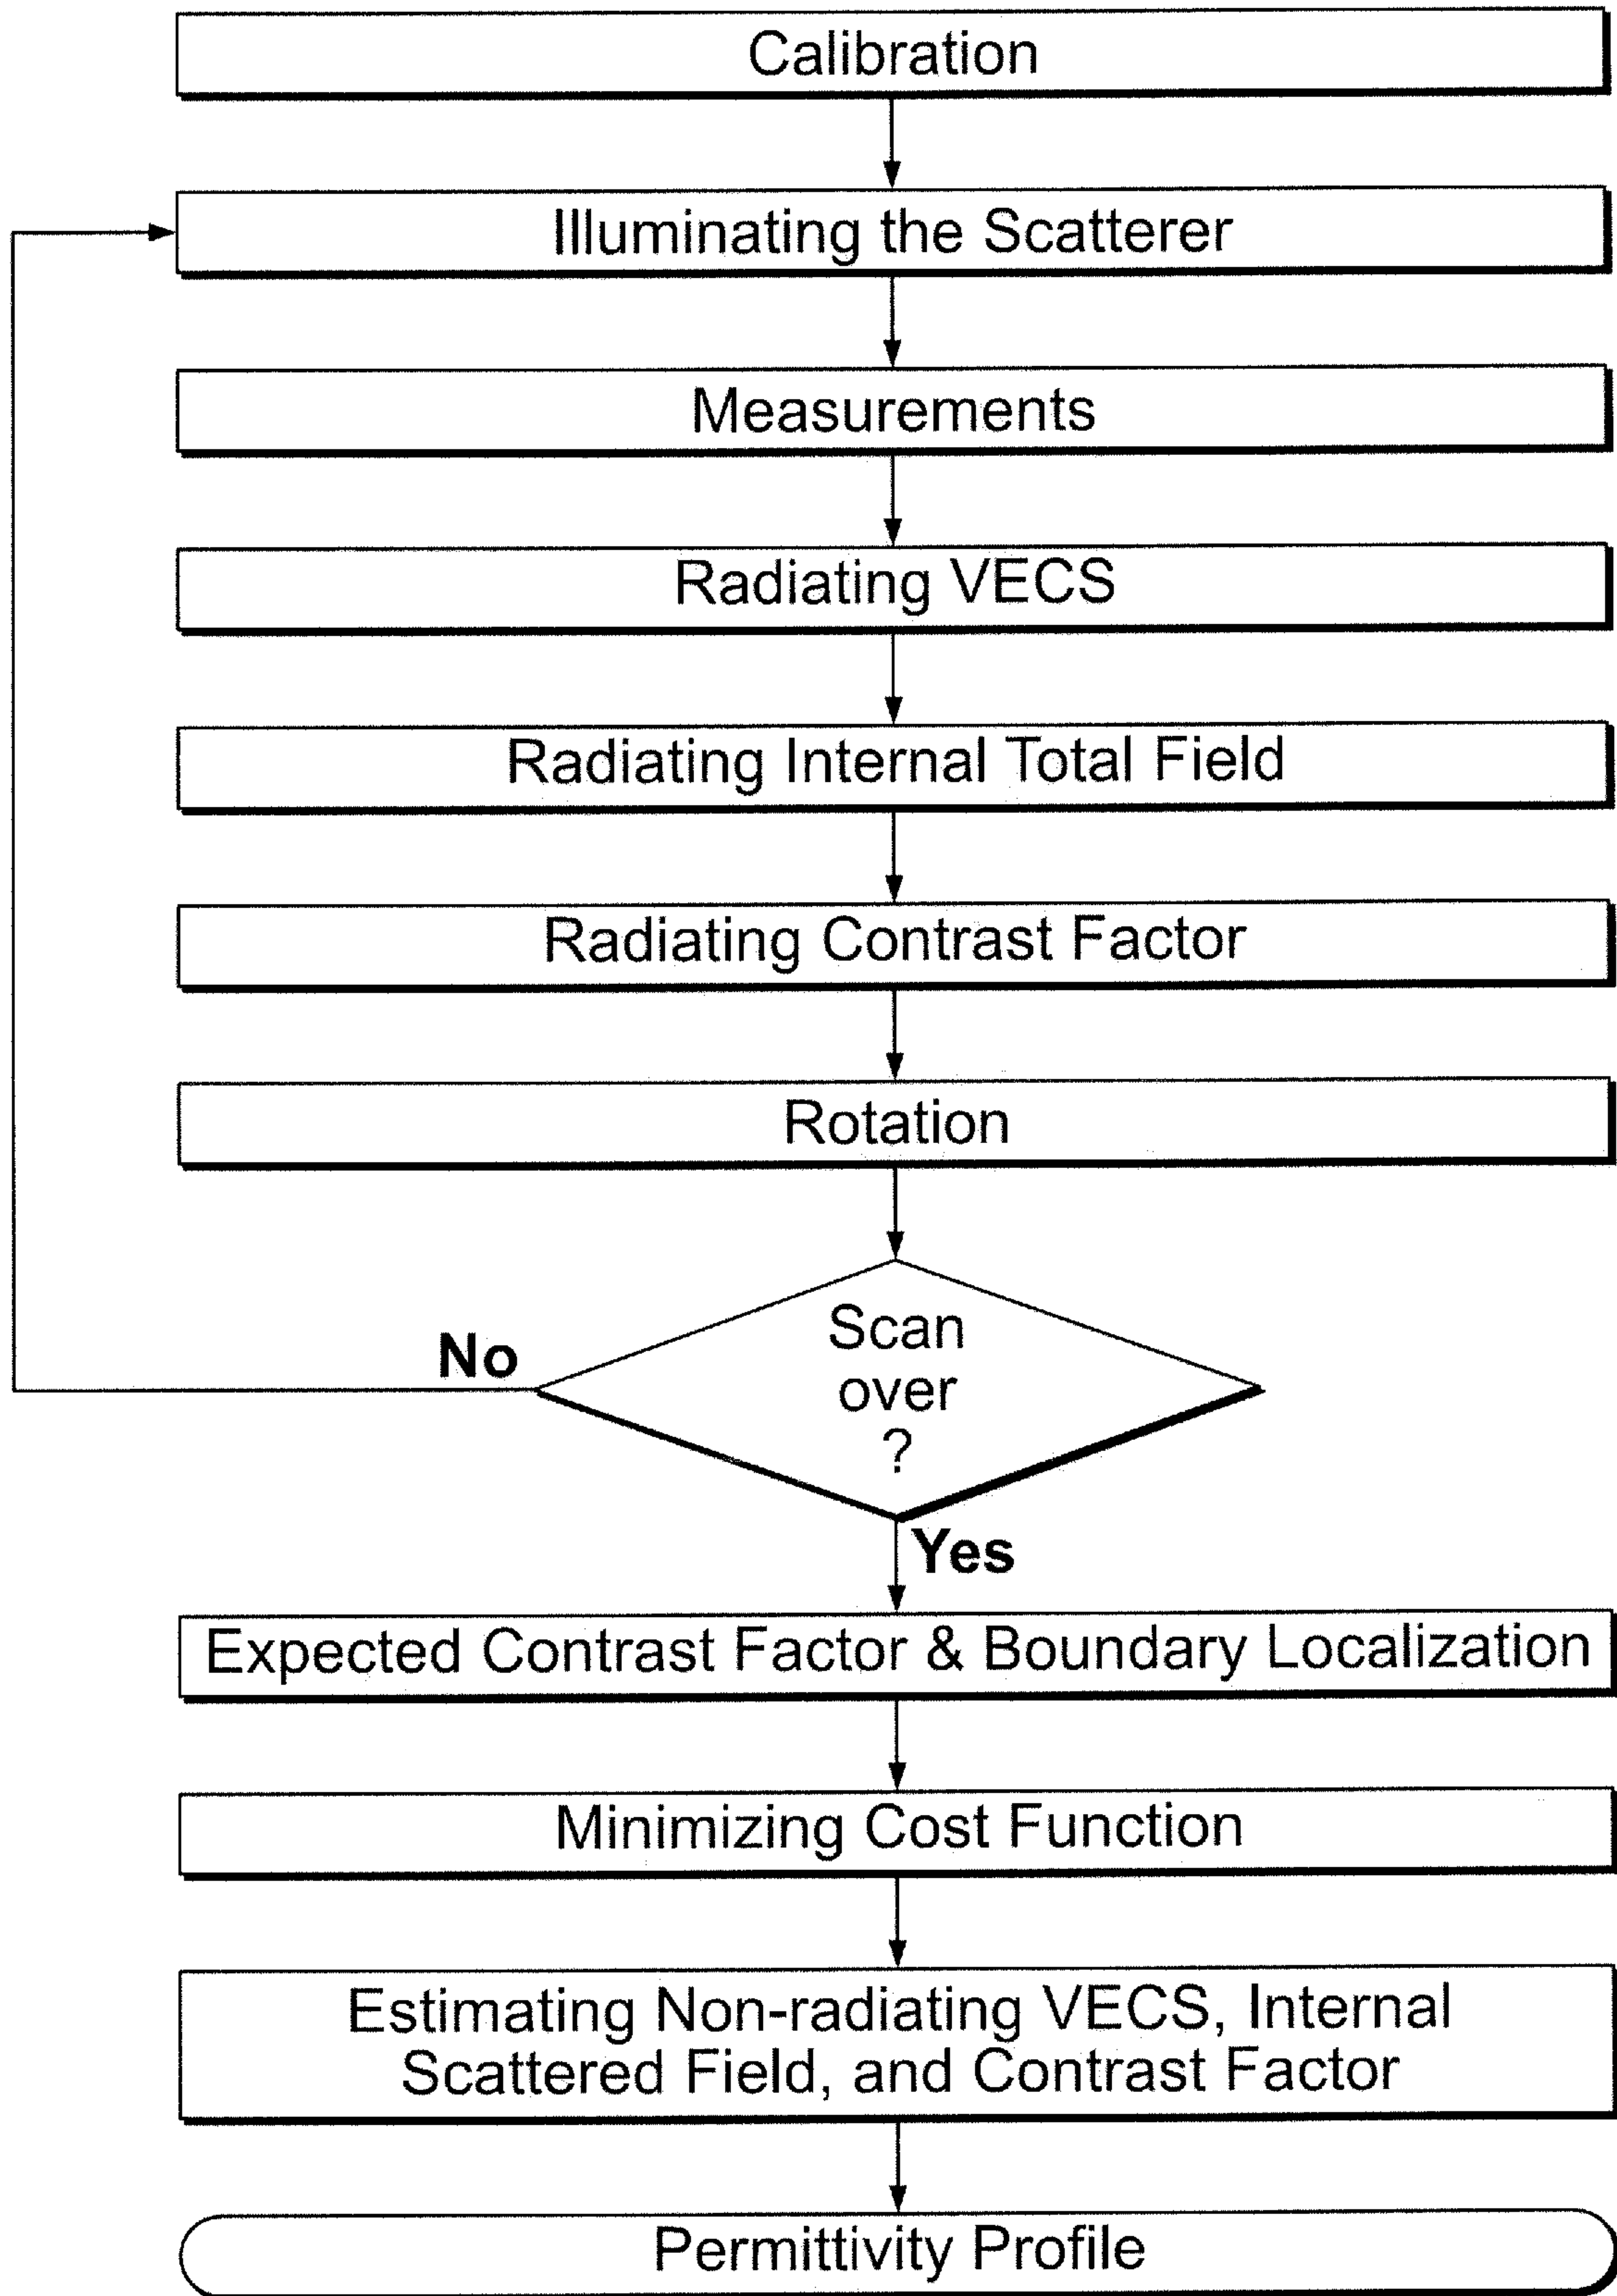 Calibration
Illuminating the Scatterer
Measurements
Radiating VECS
Radiating Internal Total Field
Radiating Contrast Factor
Rotation
Scan
over
?
No
Yes
Expected Contrast Factor & Boundary Localization
Minimizing Cost Function
Estimating Non-radiating VECS, Internal
Scattered Field, and Contrast Factor
Permittivity Profile